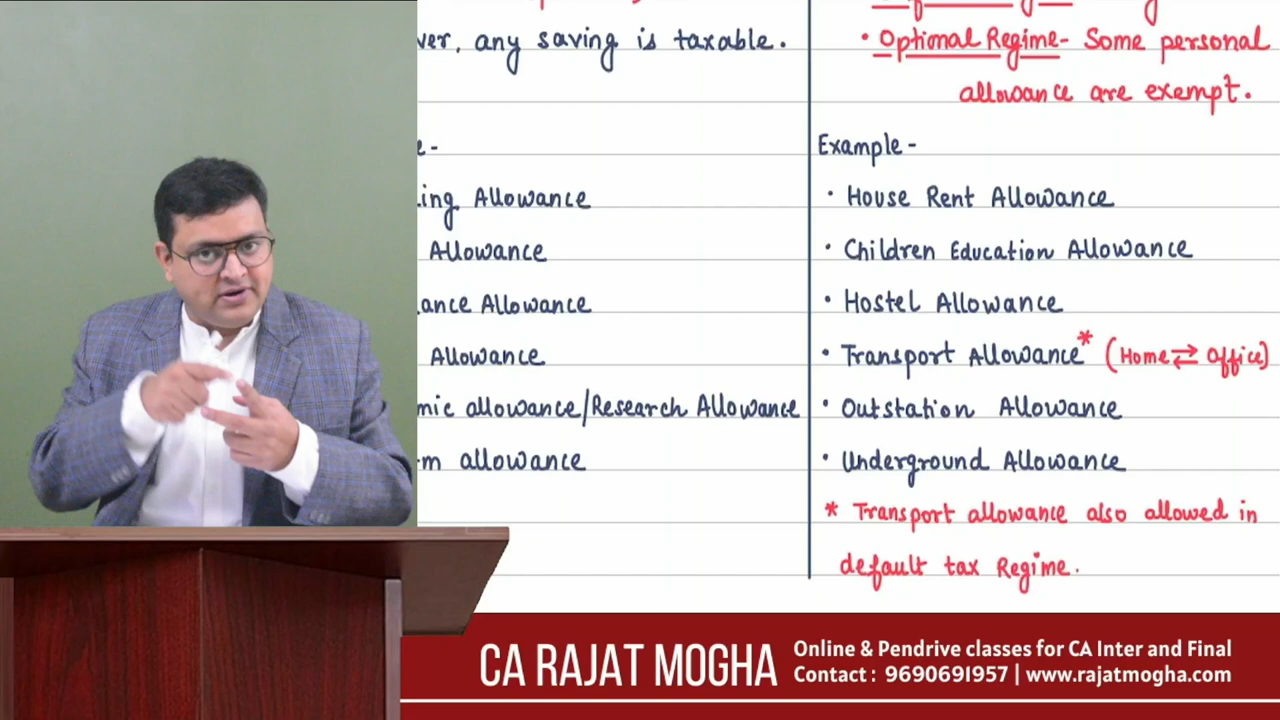 ver, any saving is taxable.
e-
ing Allowance
Allowance
ance Allowance
Allowance
mic allowance/Research Allowance
m allowance
• Optional Regime- Some personal
allowance are exempt.
Example-
• House Rent Allowance
• Children Education Allowance
• Hostel Allowance
• Transport Allowance* (Home⇄Office)
• Outstation Allowance
• Underground Allowance
* Transport allowance also allowed in
default tax Regime.
CA RAJAT MOGHA
Online & Pendrive classes for CA Inter and Final
Contact : 9690691957 | www.rajatmogha.com